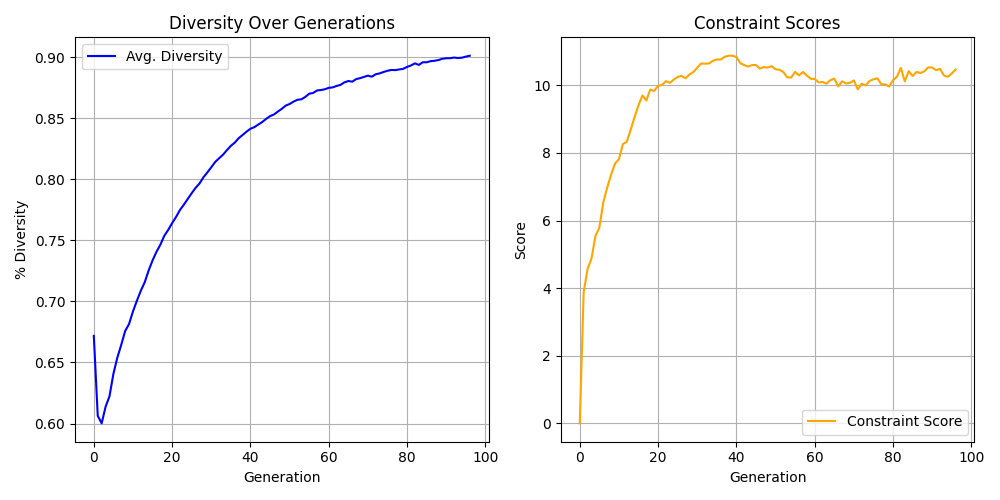 Diversity Over Generations
Avg. Diversity
% Diversity
0.90
0.85
0.80
0.75
0.70
0.65
0.60
0 20 40 60 80 100
Generation
Constraint Scores
Score
10
8
6
4
2
0
Constraint Score
0 20 40 60 80 100
Generation